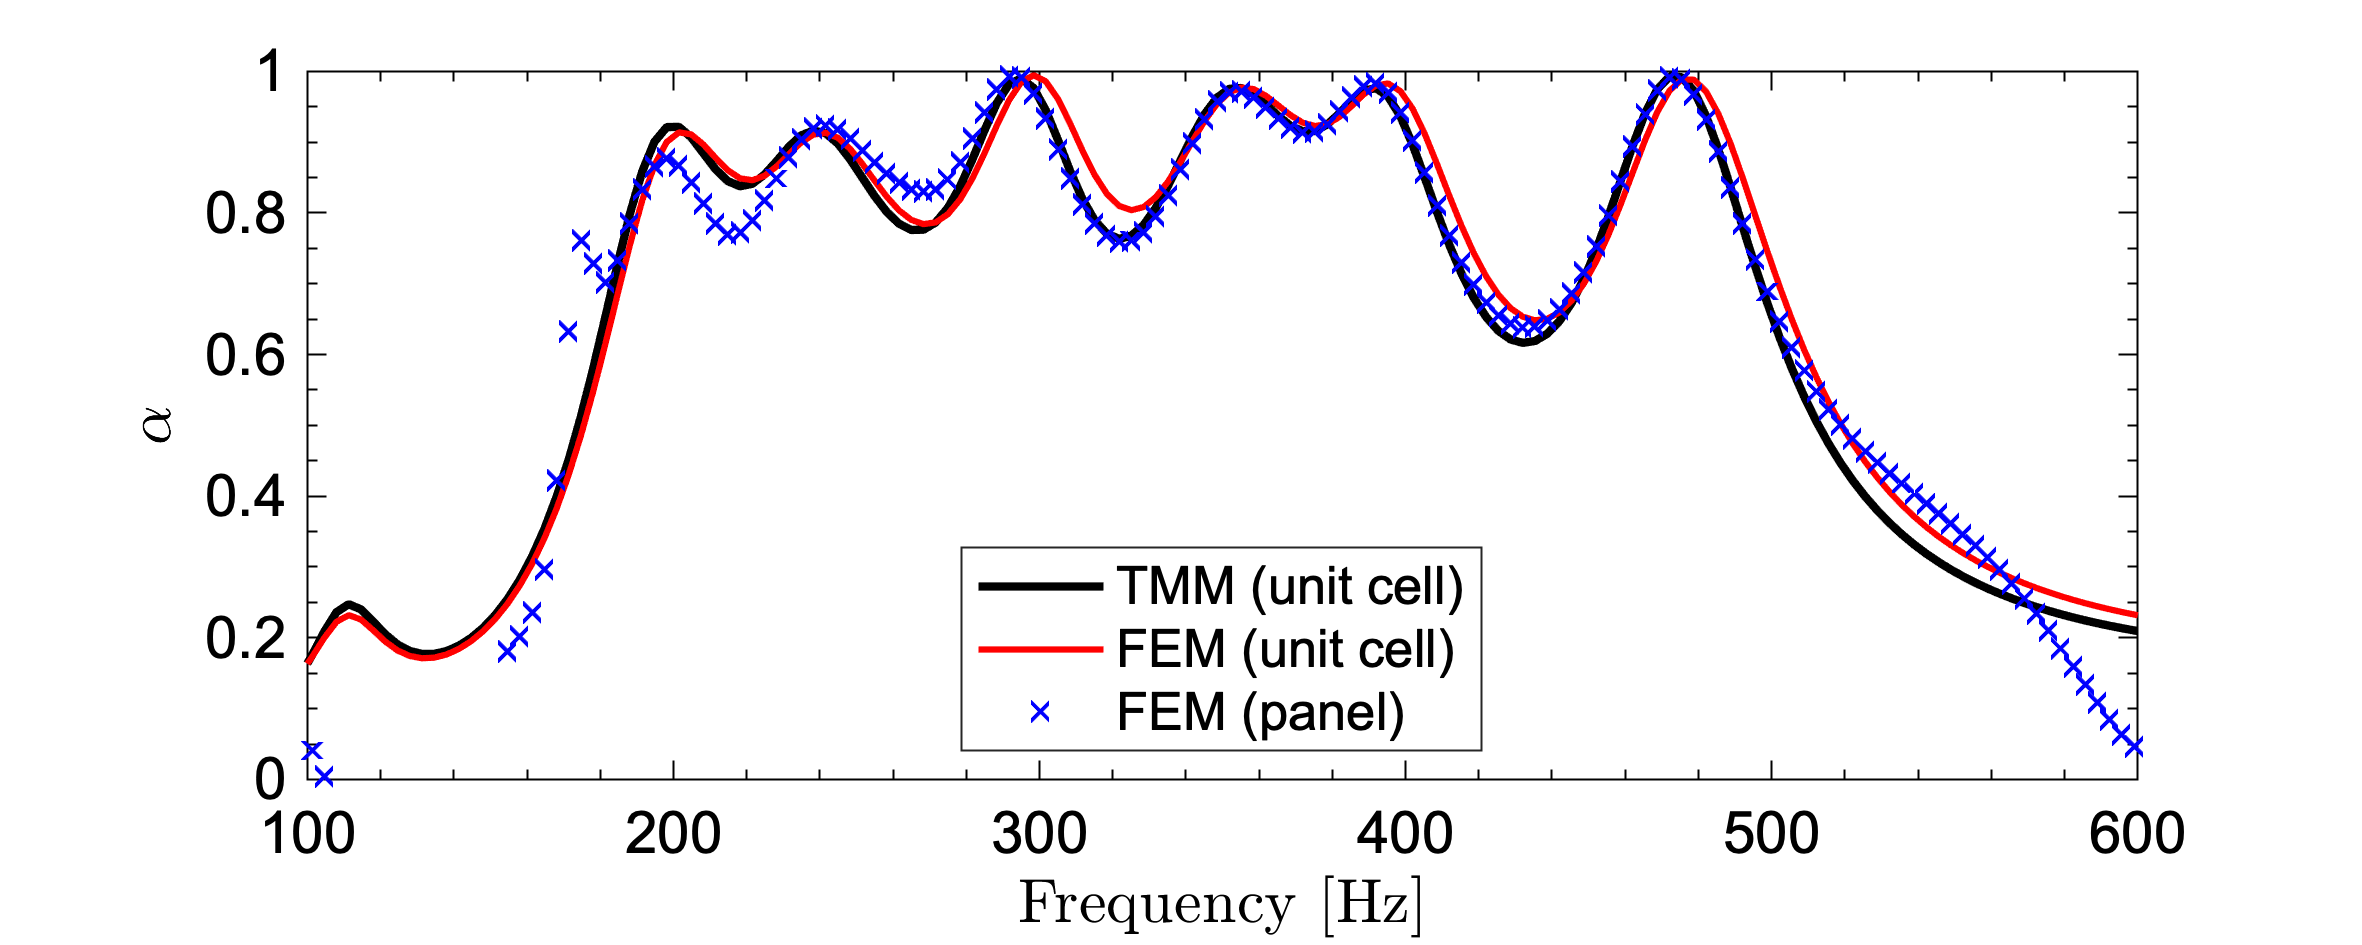 1
0.8
0.6
0.4
0.2
0
α
100 200 300 400 500 600
Frequency [Hz]
TMM (unit cell)
FEM (unit cell)
FEM (panel)